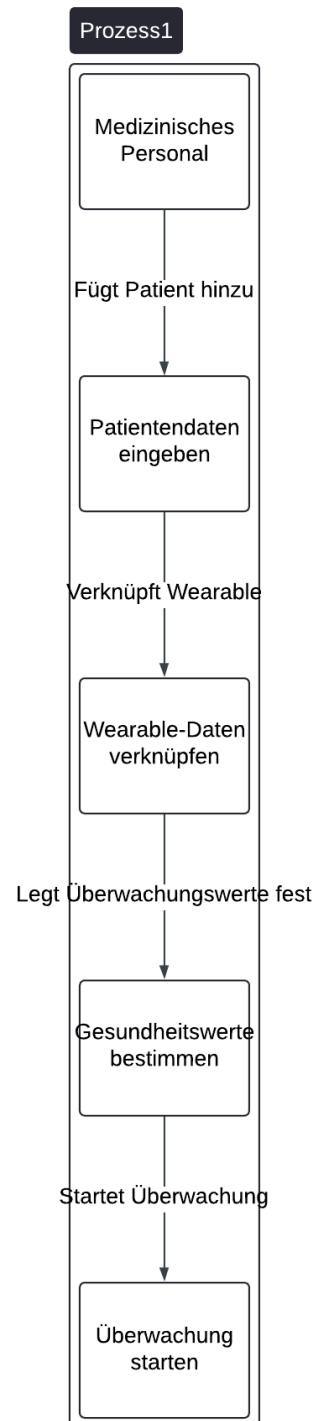 Prozess1
Medizinisches
Personal
Fügt Patient hinzu
Patientendaten
eingeben
Verknüpft Wearable
Wearable-Daten
verknüpfen
Legt Überwachungswerte fest
Gesundheitswerte
bestimmen
Startet Überwachung
Überwachung
starten